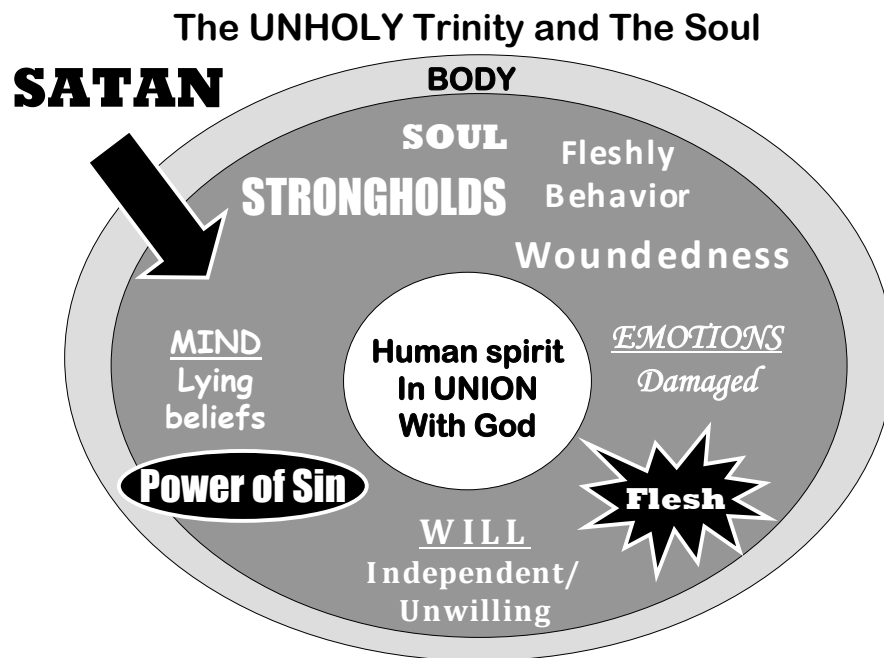 The UNHOLY Trinity and The Soul
SATAN
BODY
SOUL
STRONGHOLDS
Fleshly
Behavior
Woundedness
MIND
Lying
beliefs
Human spirit
In UNION
With God
EMOTIONS
Damaged
Power of Sin
Flesh
WILL
Independent/
Unwilling